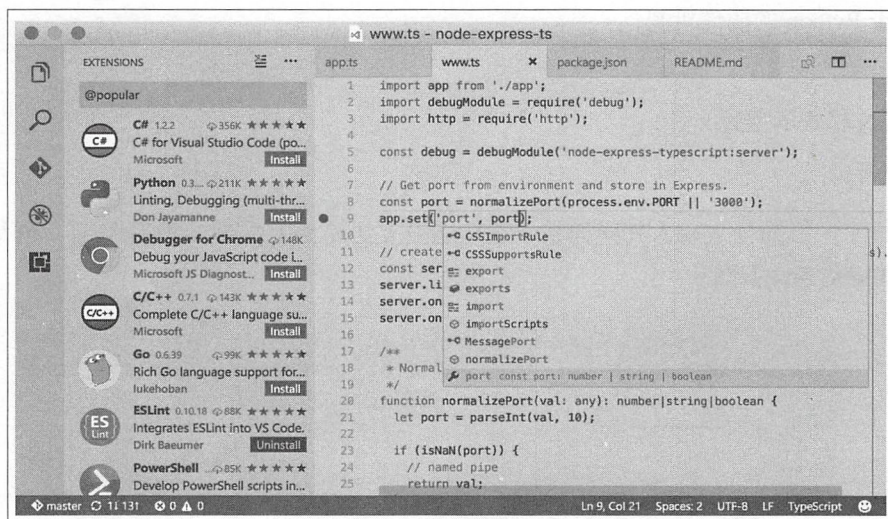 www.ts - node-express-ts
EXTENSIONS
@popular
C# 1.2.2 356K ★★★★★
C# for Visual Studio Code (po...
Microsoft Install
Python 0.3... 211K ★★★★★
Linting, Debugging (multi-thr...
Don Jayamanne Install
Debugger for Chrome 148K
Debug your JavaScript code i...
Microsoft JS Diagnost... Install
C/C++ 0.7.1 143K ★★★★★
Complete C/C++ language su...
Microsoft Install
Go 0.6.39 99K ★★★★★
Rich Go language support for...
lukehoban Install
ESLint 0.10.18 88K ★★★★★
Integrates ESLint into VS Code.
Dirk Baeumer Uninstall
PowerShell ... 85K ★★★★★
Develop PowerShell scripts in...
C#
C/C++
ES
Lint
app.ts www.ts × package.json README.md
1 import app from './app';
2 import debugModule = require('debug');
3 import http = require('http');
4
5 const debug = debugModule('node-express-typescript:server');
6
7 // Get port from environment and store in Express.
8 const port = normalizePort(process.env.PORT || '3000');
9 app.set('port', port);
10
11 // create s).
12 const ser
13 server.li
14 server.on
15 server.on
16
17 /**
18 * Normal
19 */
20 function normalizePort(val: any): number|string|boolean {
21 let port = parseInt(val, 10);
22
23 if (isNaN(port)) {
24 // named pipe
25 return val;
CSSImportRule
CSSSupportsRule
export
exports
import
importScripts
MessagePort
normalizePort
port const port: number | string | boolean
master 1↓ 13↑ 0 0 Ln 9, Col 21 Spaces: 2 UTF-8 LF TypeScript